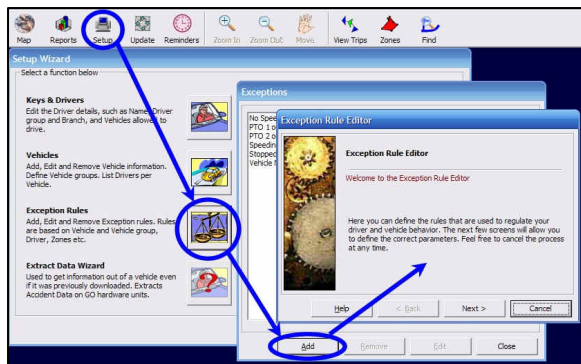 Map Reports Setup Update Reminders Zoom In Zoom Out Move View Trips Zones Find
Setup Wizard
Select a function below
Keys & Drivers
Edit the Driver details, such as Name, Driver
group and Branch, and Vehicles allowed to
drive.
Vehicles
Add, Edit and Remove Vehicle information.
Define Vehicle groups. List Drivers per
Vehicle.
Exception Rules
Add, Edit and Remove Exception rules. Rules
are based on Vehicle and Vehicle group,
Driver, Zones etc.
Extract Data Wizard
Used to get information out of a vehicle even
if it was previously downloaded. Extracts
Accident Data on GO hardware units.
Exceptions
No Spee
PTO 1 o
PTO 2 o
Speeding
Stopped
Vehicle
Exception Rule Editor
Exception Rule Editor
Welcome to the Exception Rule Editor
Here you can define the rules that are used to regulate your
driver and vehicle behavior. The next few screens will allow you
to define the correct parameters. Feel free to cancel the process
at any time.
Help < Back Next > Cancel
Add Remove Edit Close